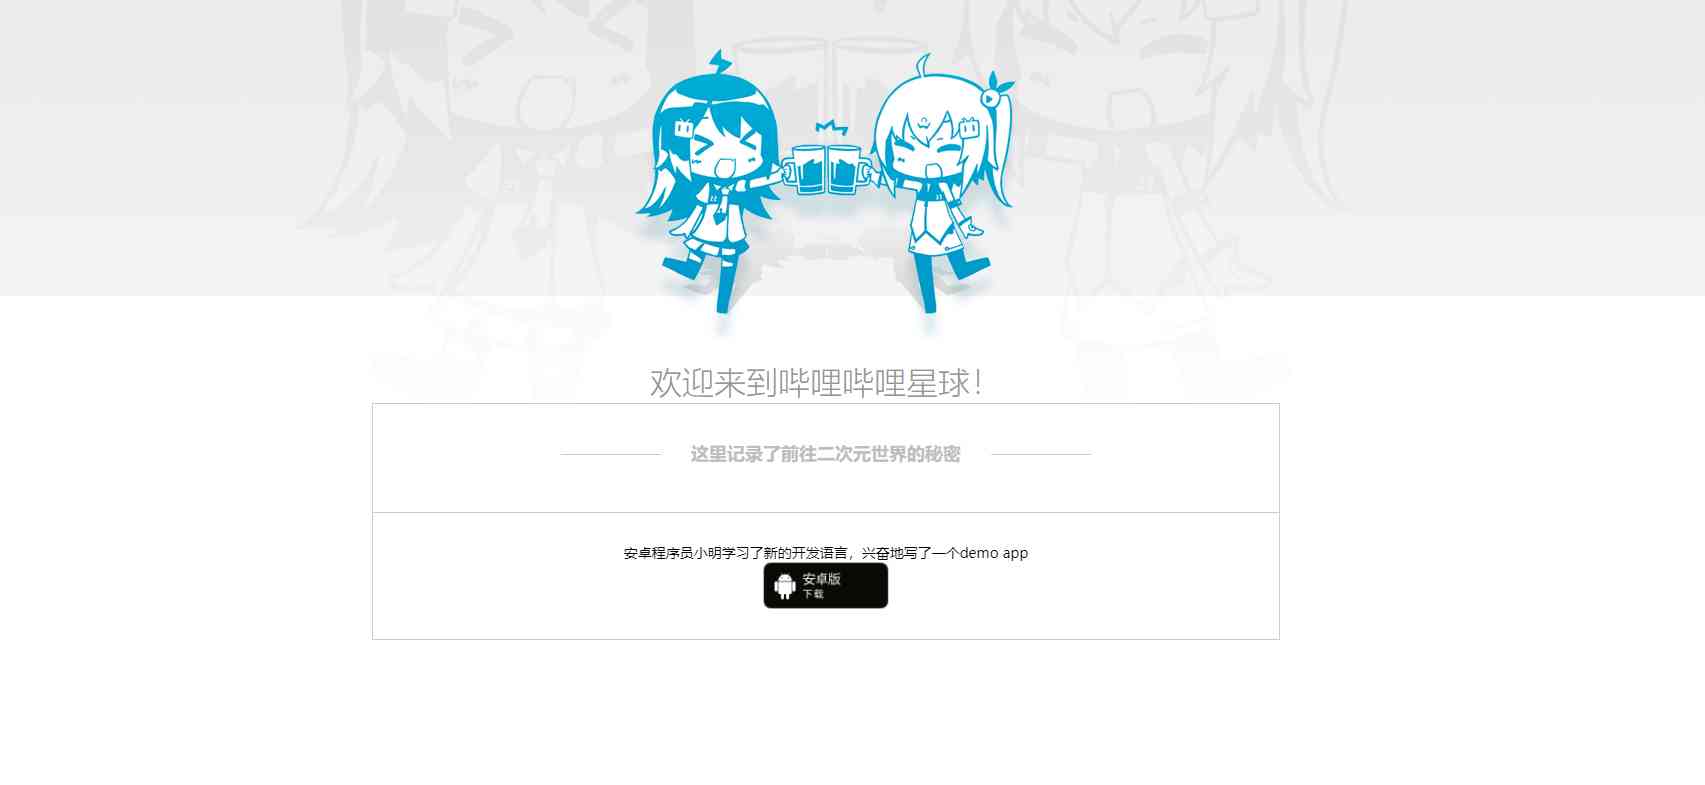 欢迎来到哔哩哔哩星球！
这里记录了前往二次元世界的秘密
安卓程序员小明学习了新的开发语言，兴奋地写了一个demo app
安卓版
下载